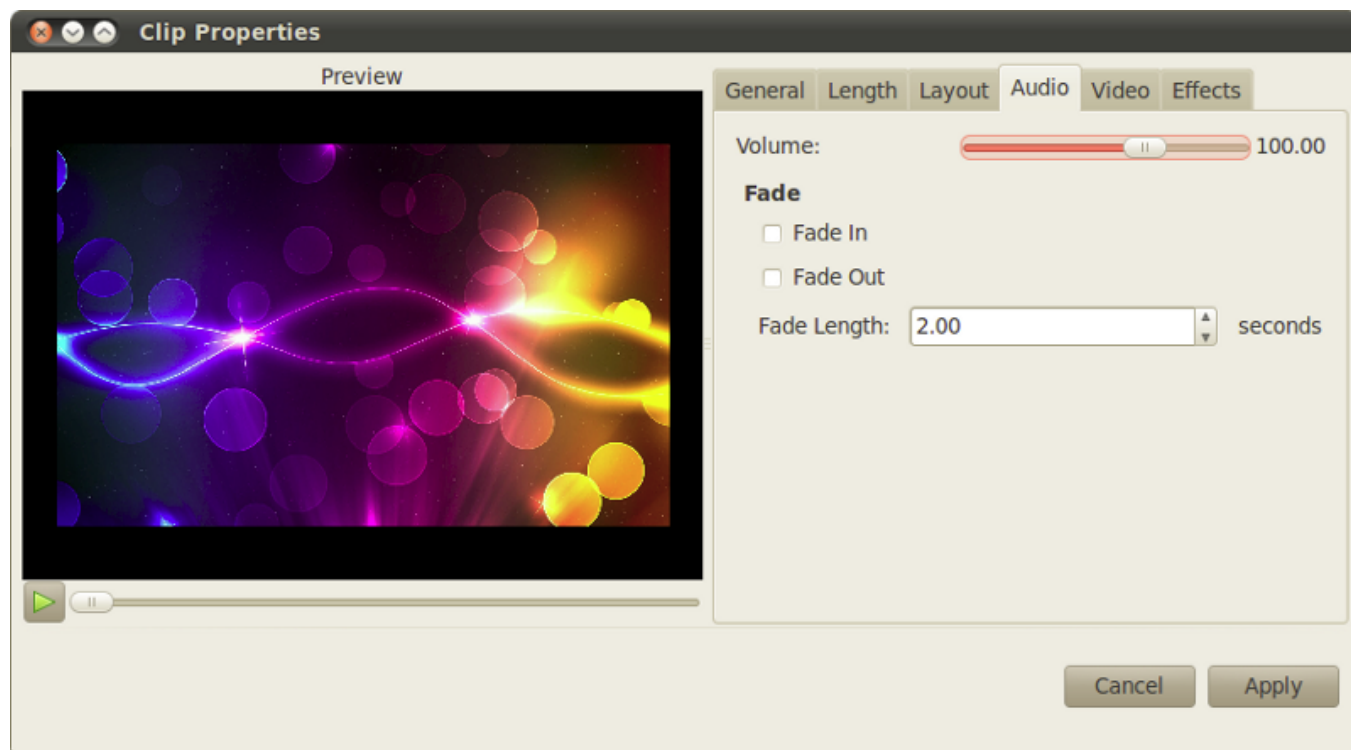 Clip Properties
Preview
General Length Layout Audio Video Effects
Volume: 100.00
Fade
Fade In
Fade Out
Fade Length: 2.00 seconds
Cancel Apply